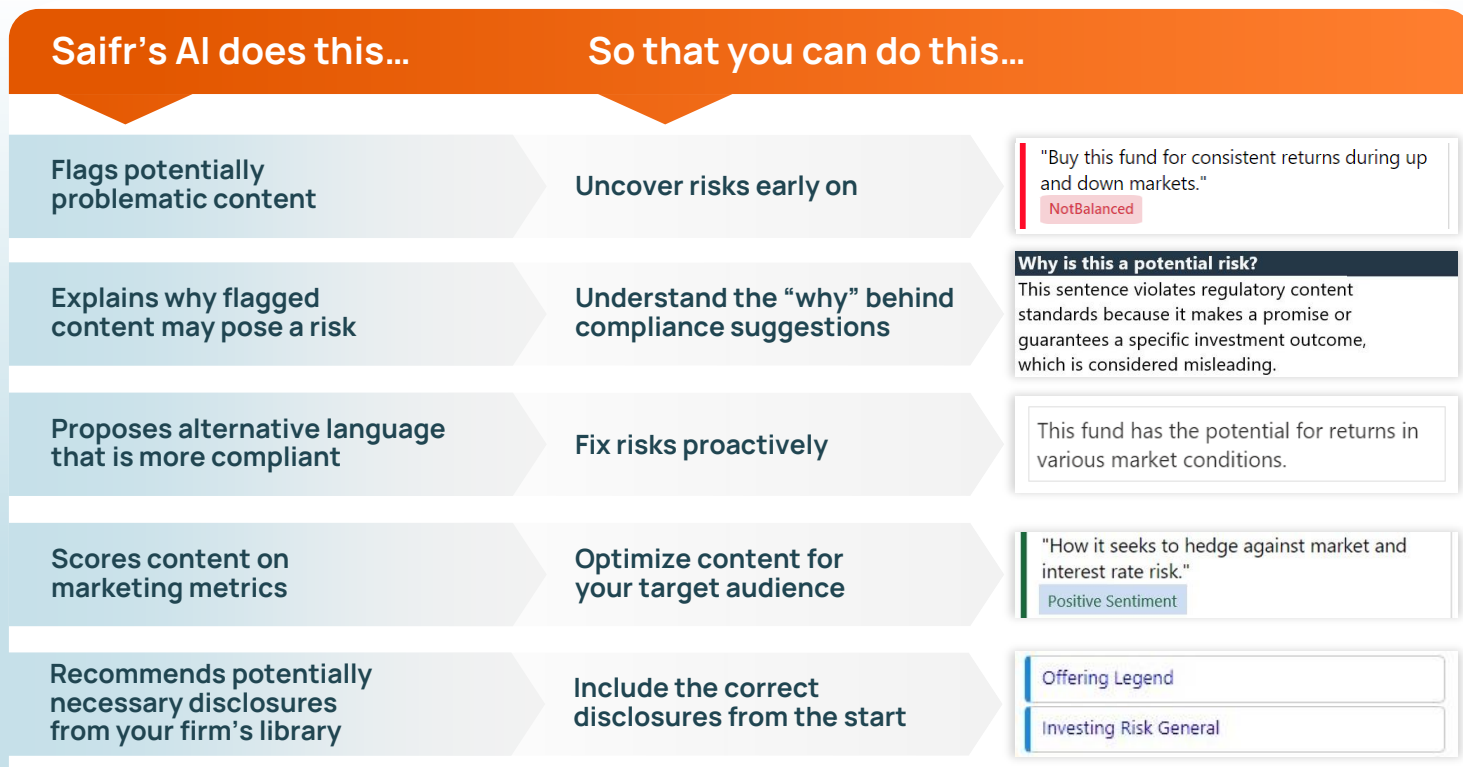 Saifr's AI does this...
So that you can do this...
Flags potentially
problematic content
Uncover risks early on
"Buy this fund for consistent returns during up
and down markets."
NotBalanced
Explains why flagged
content may pose a risk
Understand the “why” behind
compliance suggestions
Why is this a potential risk?
This sentence violates regulatory content
standards because it makes a promise or
guarantees a specific investment outcome,
which is considered misleading.
Proposes alternative language
that is more compliant
Fix risks proactively
This fund has the potential for returns in
various market conditions.
Scores content on
marketing metrics
Optimize content for
your target audience
"How it seeks to hedge against market and
interest rate risk."
Positive Sentiment
Recommends potentially
necessary disclosures
from your firm's library
Include the correct
disclosures from the start
Offering Legend
Investing Risk General